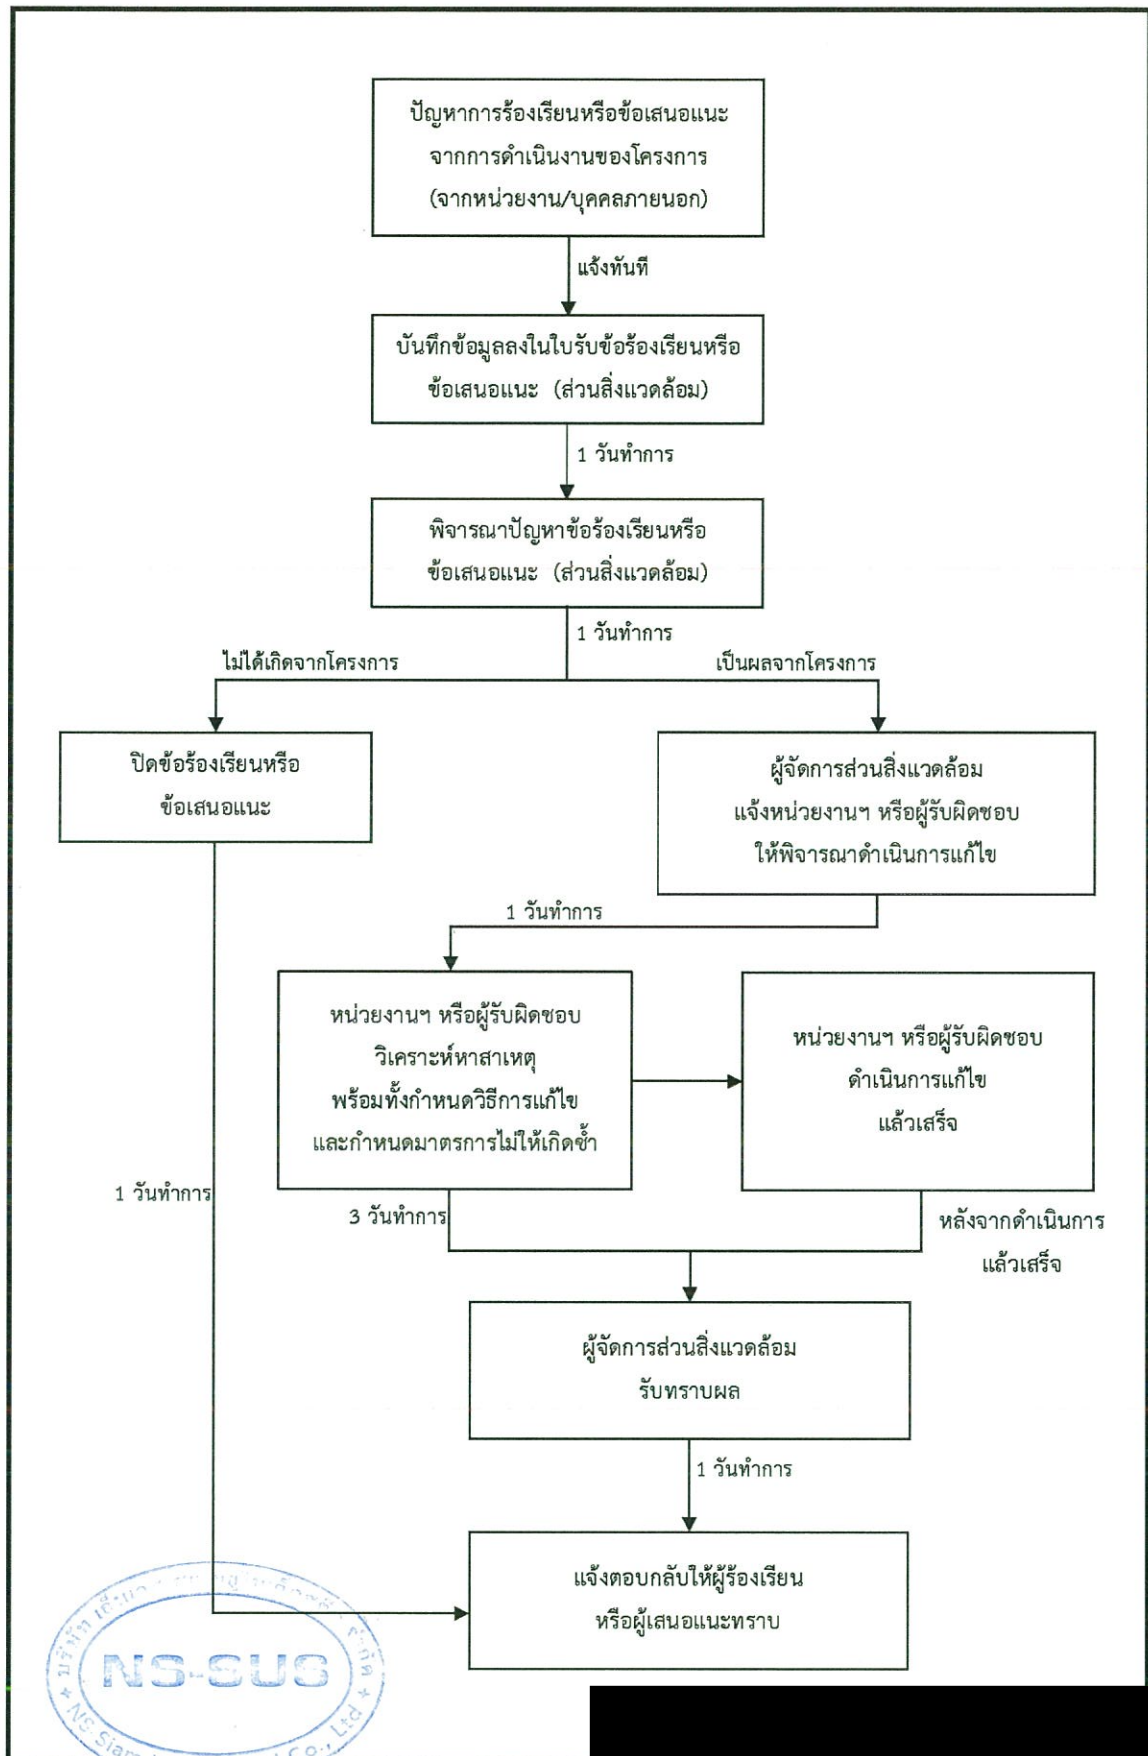 ปัญหาการร้องเรียนหรือข้อเสนอแนะ
จากการดำเนินงานของโครงการ
(จากหน่วยงาน/บุคคลภายนอก)
แจ้งทันที
บันทึกข้อมูลลงในใบรับข้อร้องเรียนหรือ
ข้อเสนอแนะ (ส่วนสิ่งแวดล้อม)
1 วันทำการ
พิจารณาปัญหาข้อร้องเรียนหรือ
ข้อเสนอแนะ (ส่วนสิ่งแวดล้อม)
1 วันทำการ
ไม่ได้เกิดจากโครงการ
เป็นผลจากโครงการ
ปิดข้อร้องเรียนหรือ
ข้อเสนอแนะ
ผู้จัดการส่วนสิ่งแวดล้อม
แจ้งหน่วยงานฯ หรือผู้รับผิดชอบ
ให้พิจารณาดำเนินการแก้ไข
1 วันทำการ
หน่วยงานฯ หรือผู้รับผิดชอบ
วิเคราะห์หาสาเหตุ
พร้อมทั้งกำหนดวิธีการแก้ไข
และกำหนดมาตรการไม่ให้เกิดซ้ำ
หน่วยงานฯ หรือผู้รับผิดชอบ
ดำเนินการแก้ไข
แล้วเสร็จ
1 วันทำการ
3 วันทำการ
หลังจากดำเนินการ
แล้วเสร็จ
ผู้จัดการส่วนสิ่งแวดล้อม
รับทราบผล
1 วันทำการ
แจ้งตอบกลับให้ผู้ร้องเรียน
หรือผู้เสนอแนะทราบ
บริษัท จำกัด
NS-SUS
NS-Siam Co., Ltd